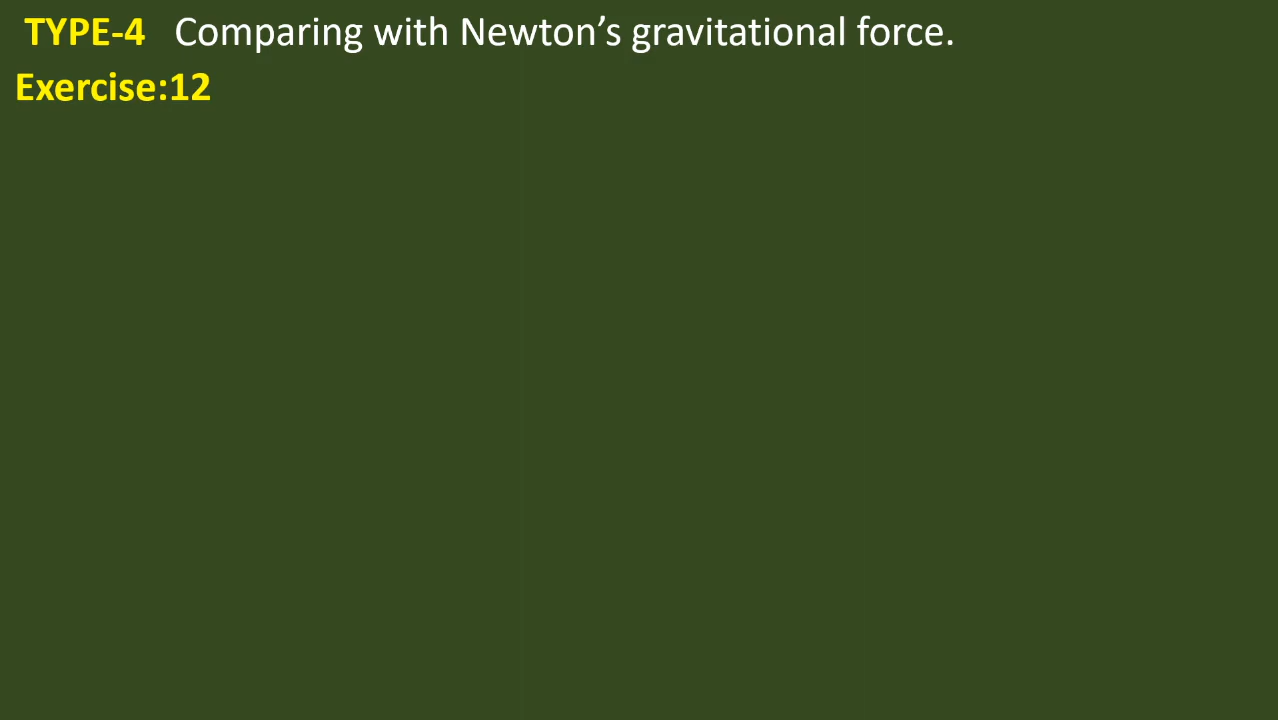 TYPE-4 Comparing with Newton’s gravitational force.
Exercise:12